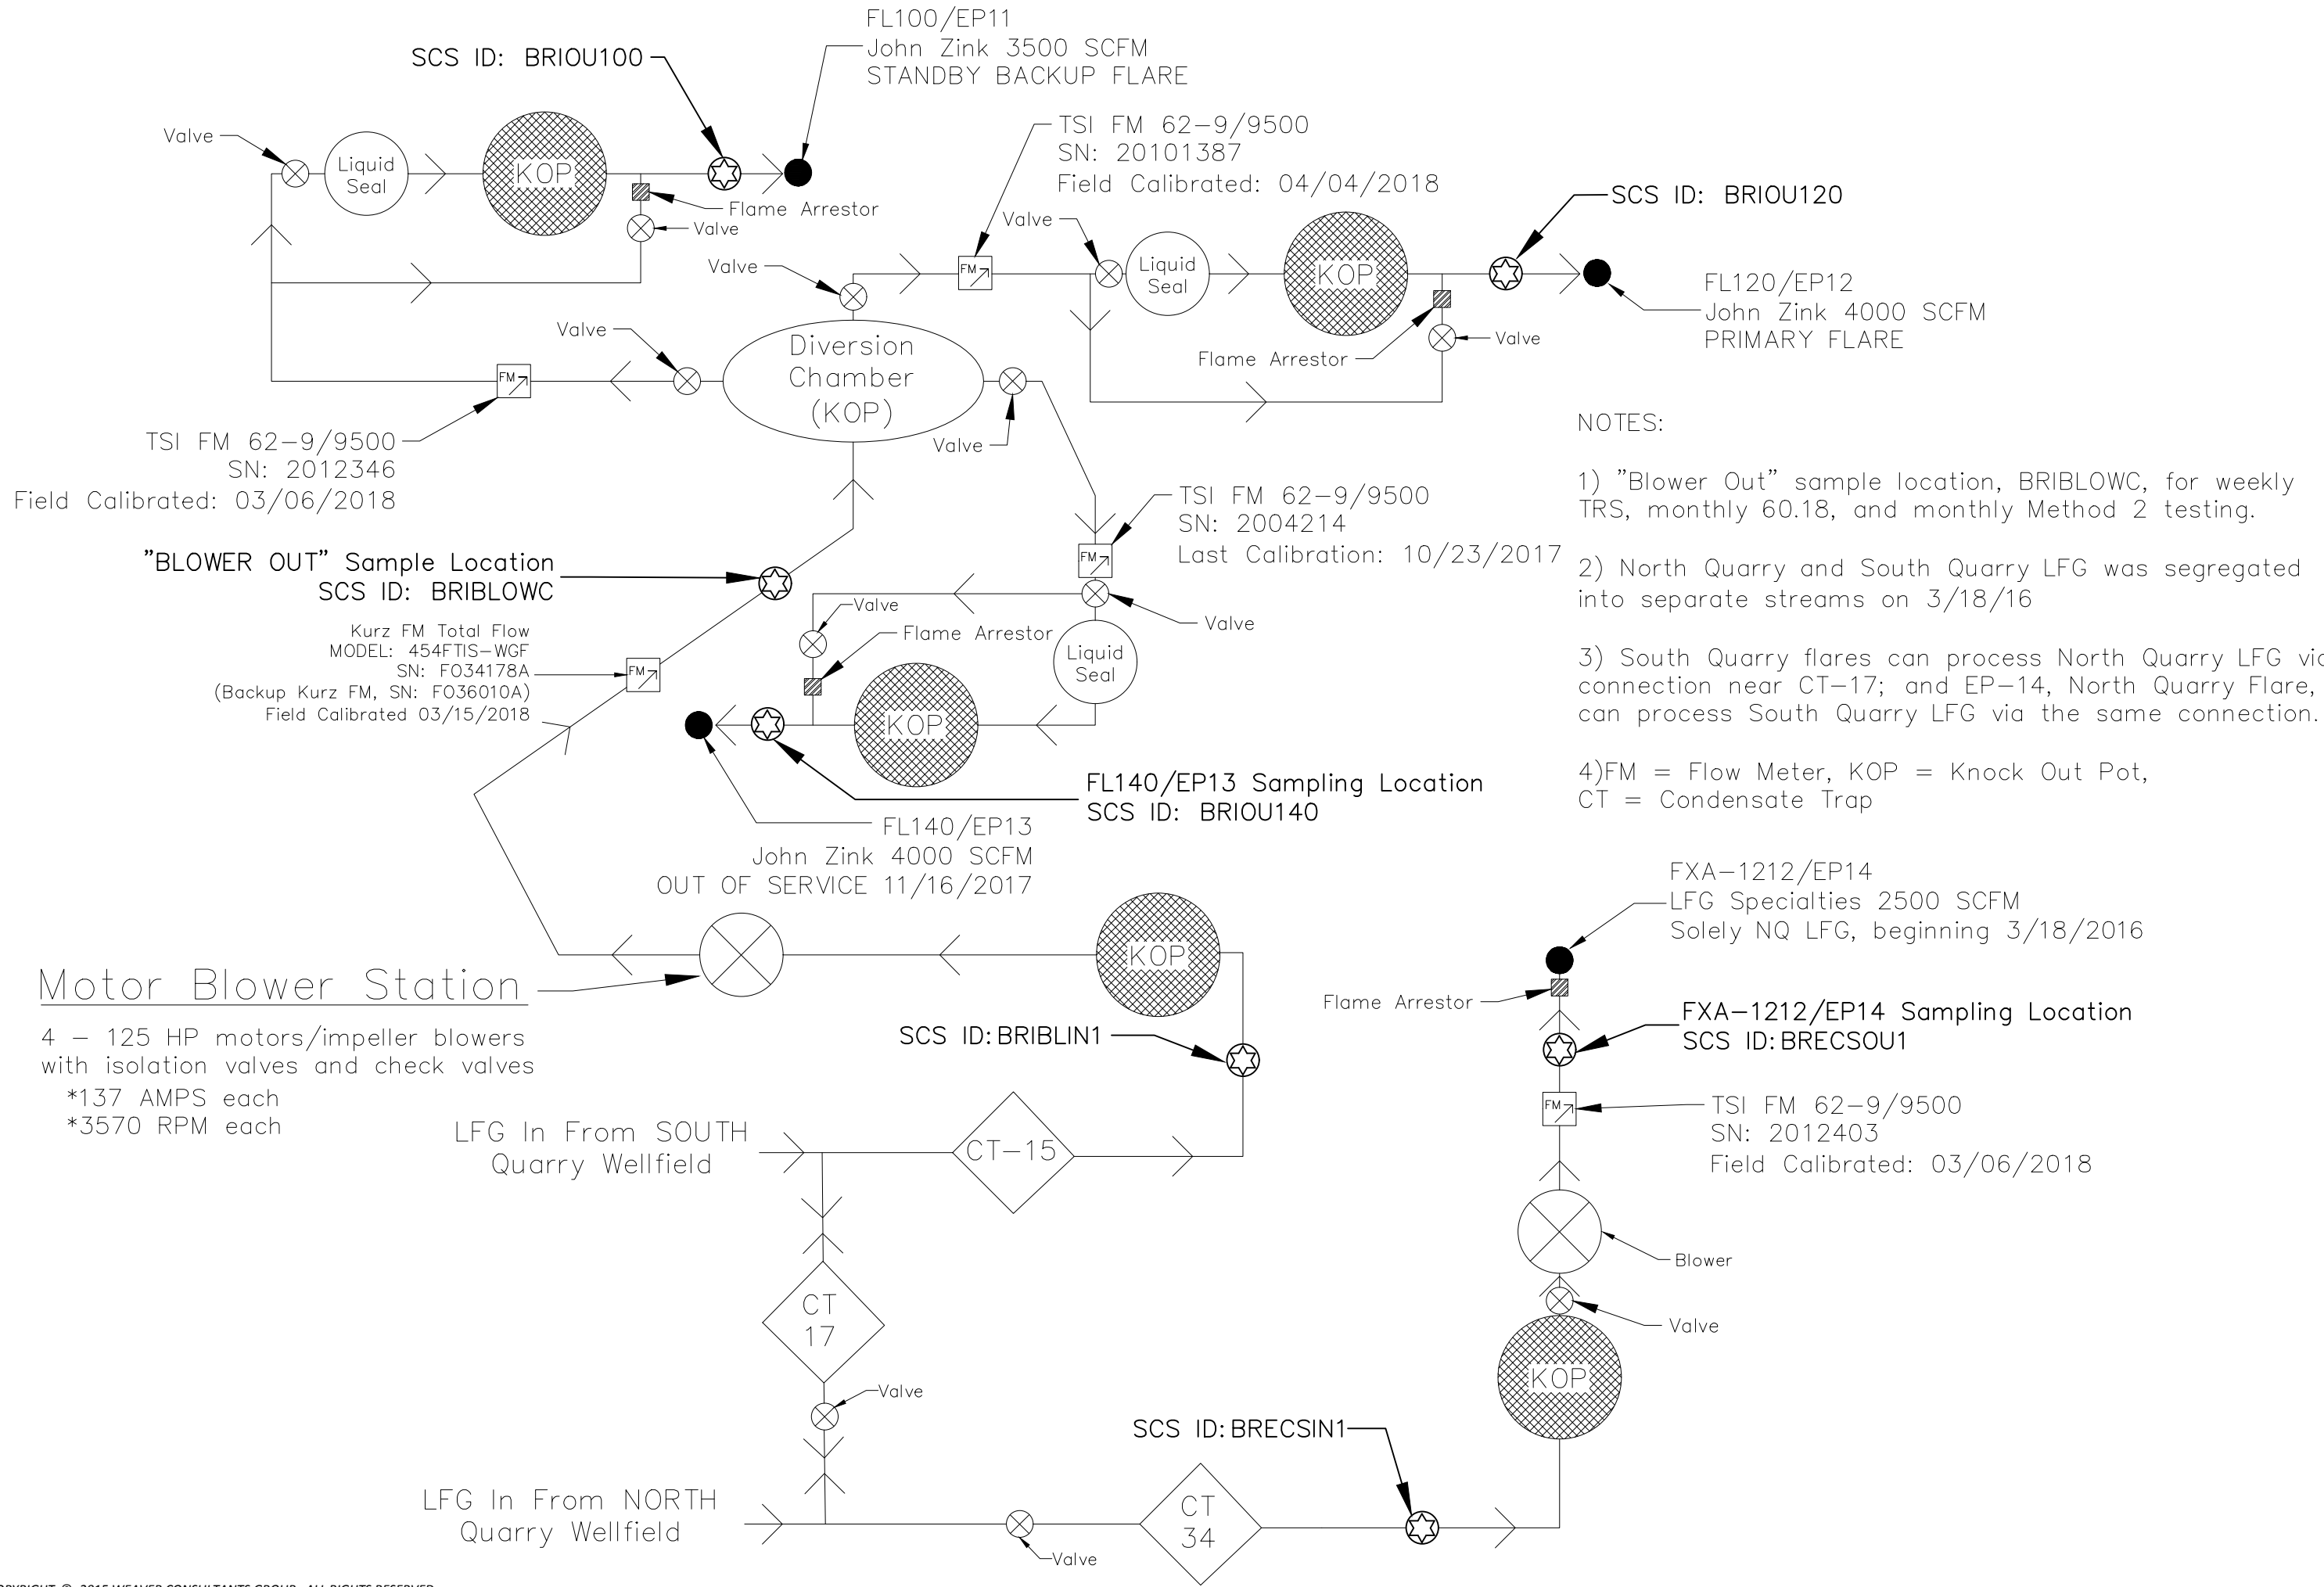 FL100/EP11
John Zink 3500 SCFM
STANDBY BACKUP FLARE
SCS ID: BRIOU100
Valve
Liquid
Seal
KOP
Flame Arrestor
Valve
TSI FM 62-9/9500
SN: 20101387
Field Calibrated: 04/04/2018
Valve
Valve
FM
Liquid
Seal
KOP
SCS ID: BRIOU120
FL120/EP12
John Zink 4000 SCFM
PRIMARY FLARE
Flame Arrestor
Valve
Valve
FM
Diversion
Chamber
(KOP)
Valve
TSI FM 62-9/9500
SN: 2012346
Field Calibrated: 03/06/2018
TSI FM 62-9/9500
SN: 2004214
Last Calibration: 10/23/2017
FM
"BLOWER OUT" Sample Location
SCS ID: BRIBLOWC
Kurz FM Total Flow
MODEL: 454FTIS-WGF
SN: FO34178A
(Backup Kurz FM, SN: FO36010A)
Field Calibrated 03/15/2018
FM
Valve
Flame Arrestor
Valve
Liquid
Seal
KOP
FL140/EP13 Sampling Location
SCS ID: BRIOU140
FL140/EP13
John Zink 4000 SCFM
OUT OF SERVICE 11/16/2017
NOTES:
1) "Blower Out" sample location, BRIBLOWC, for weekly
TRS, monthly 60.18, and monthly Method 2 testing.
2) North Quarry and South Quarry LFG was segregated
into separate streams on 3/18/16
3) South Quarry flares can process North Quarry LFG via
connection near CT-17; and EP-14, North Quarry Flare,
can process South Quarry LFG via the same connection.
4)FM = Flow Meter, KOP = Knock Out Pot,
CT = Condensate Trap
Motor Blower Station
4 - 125 HP motors/impeller blowers
with isolation valves and check valves
*137 AMPS each
*3570 RPM each
KOP
SCS ID: BRIBLIN1
LFG In From SOUTH
Quarry Wellfield
CT-15
CT
17
Valve
LFG In From NORTH
Quarry Wellfield
Valve
CT
34
SCS ID: BRECSIN1
FXA-1212/EP14
LFG Specialties 2500 SCFM
Solely NQ LFG, beginning 3/18/2016
Flame Arrestor
FXA-1212/EP14 Sampling Location
SCS ID: BRECSOU1
FM
TSI FM 62-9/9500
SN: 2012403
Field Calibrated: 03/06/2018
Blower
Valve
KOP
COPYRIGHT © 2015 WEAVER CONSULTANTS GROUP. ALL RIGHTS RESERVED.